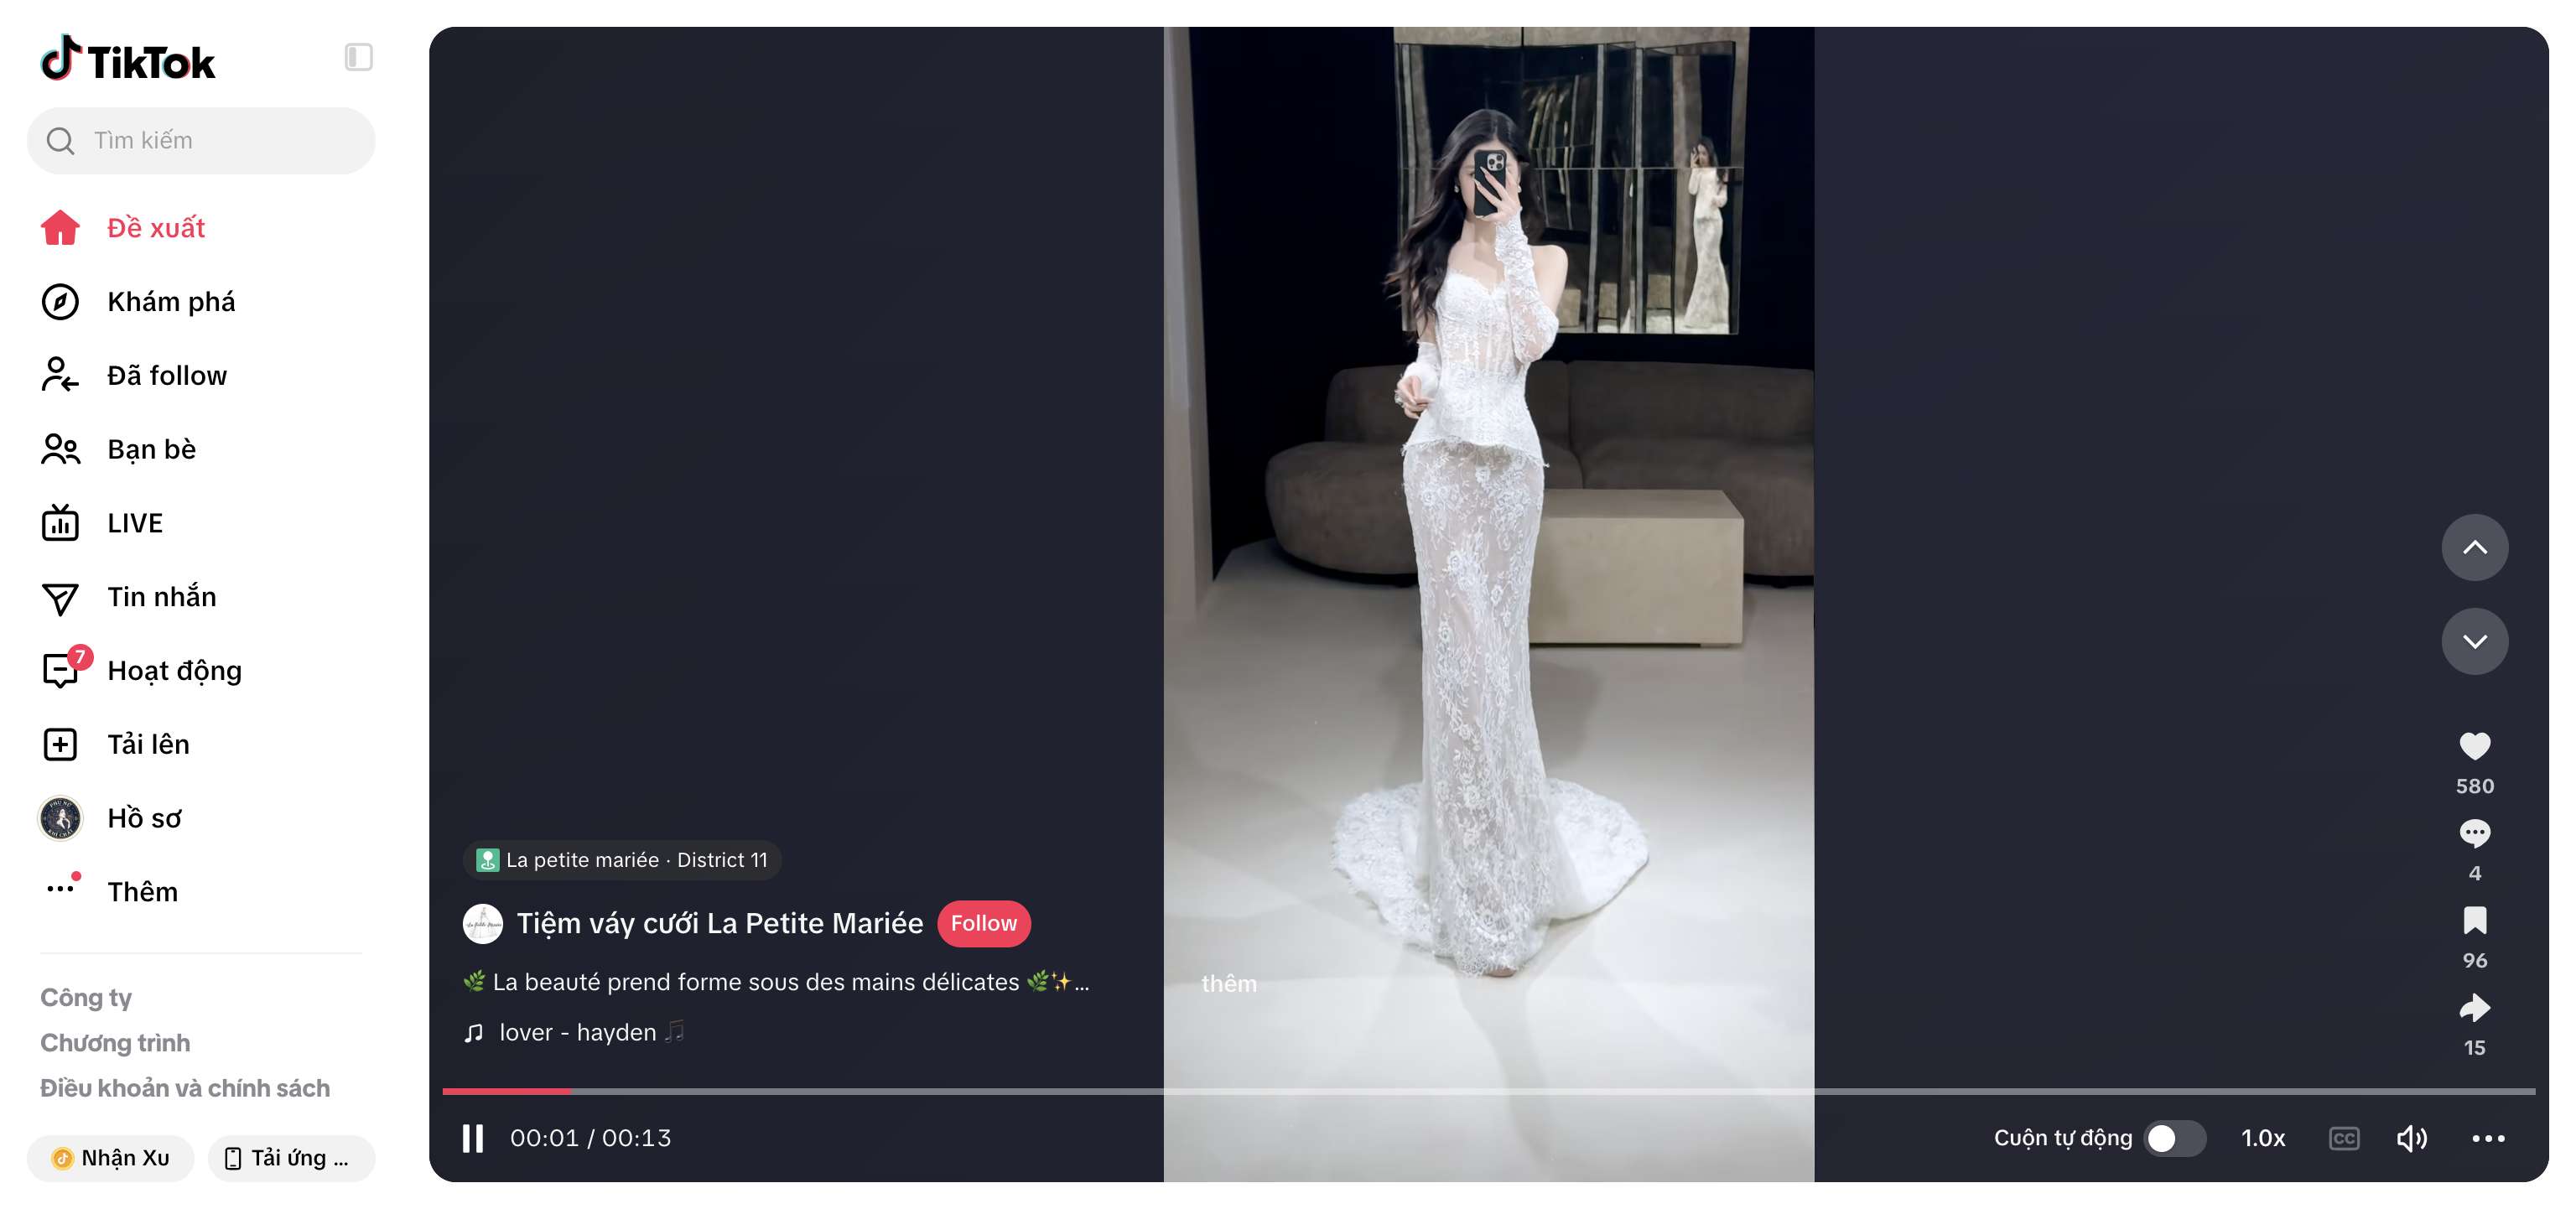 TikTok
Tìm kiếm
Đề xuất
Khám phá
Đã follow
Bạn bè
LIVE
Tin nhắn
7
Hoạt động
Tải lên
Hồ sơ
Thêm
Công ty
Chương trình
Điều khoản và chính sách
Nhận Xu
Tải ứng ...
La petite mariée · District 11
Tiệm váy cưới La Petite Mariée
Follow
🌿 La beauté prend forme sous des mains délicates 🌿✨...
thêm
lover - hayden🎵
00:01 / 00:13
580
4
96
15
Cuộn tự động
1.0x
CC